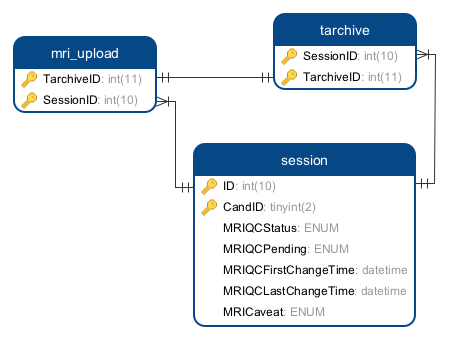 mri_upload
TarchiveID: int(11)
SessionID: int(10)
tarchive
SessionID: int(10)
TarchiveID: int(11)
session
ID: int(10)
CandID: tinyint(2)
MRIQCStatus: ENUM
MRIQCPending: ENUM
MRIQCFirstChangeTime: datetime
MRIQCLastChangeTime: datetime
MRICaveat: ENUM